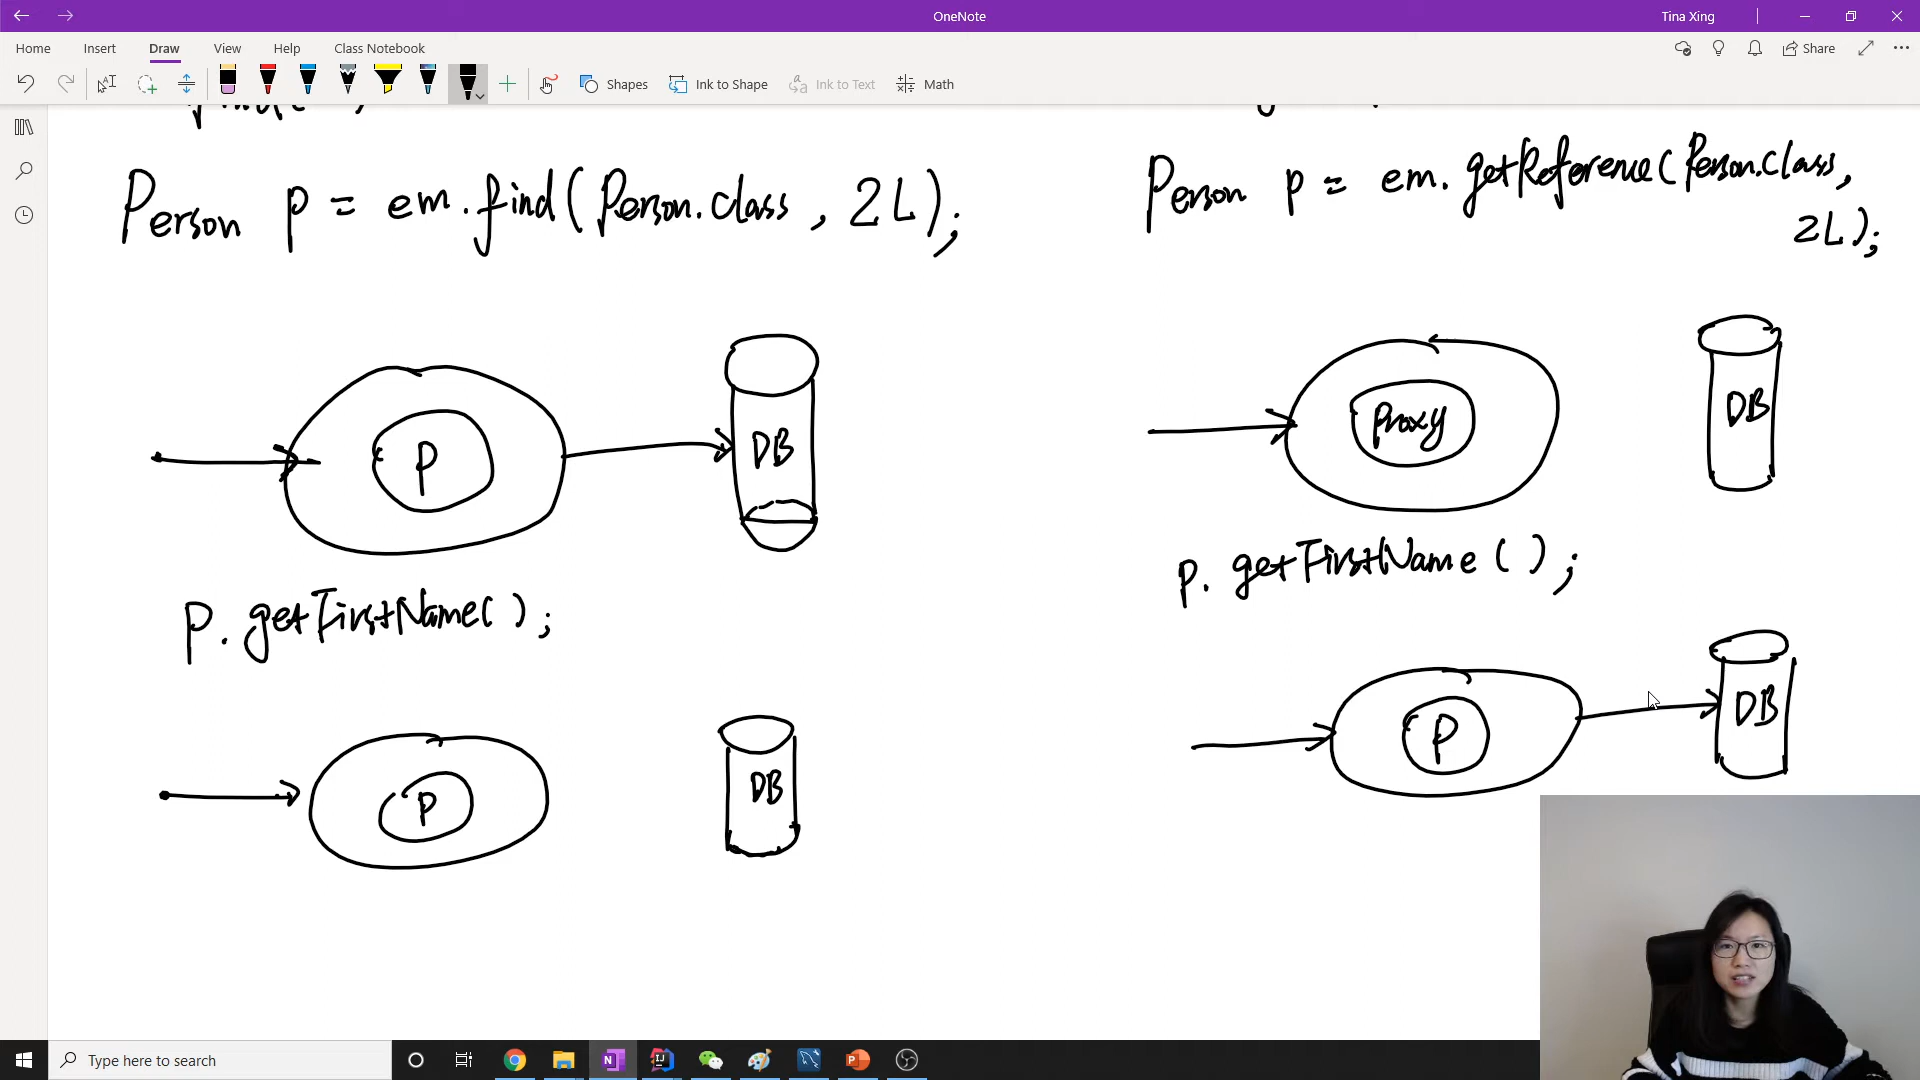 OneNote
Tina Xing
Home Insert Draw View Help Class Notebook
Share
Shapes
Ink to Shape
Ink to Text
Math
Person p = em.find(Person.class, 2L);
P
DB
P.getFirstName();
P
DB
Person p = em.getReference(Person.class,
2L);
Proxy
DB
p.getFirstName();
P
DB
Type here to search